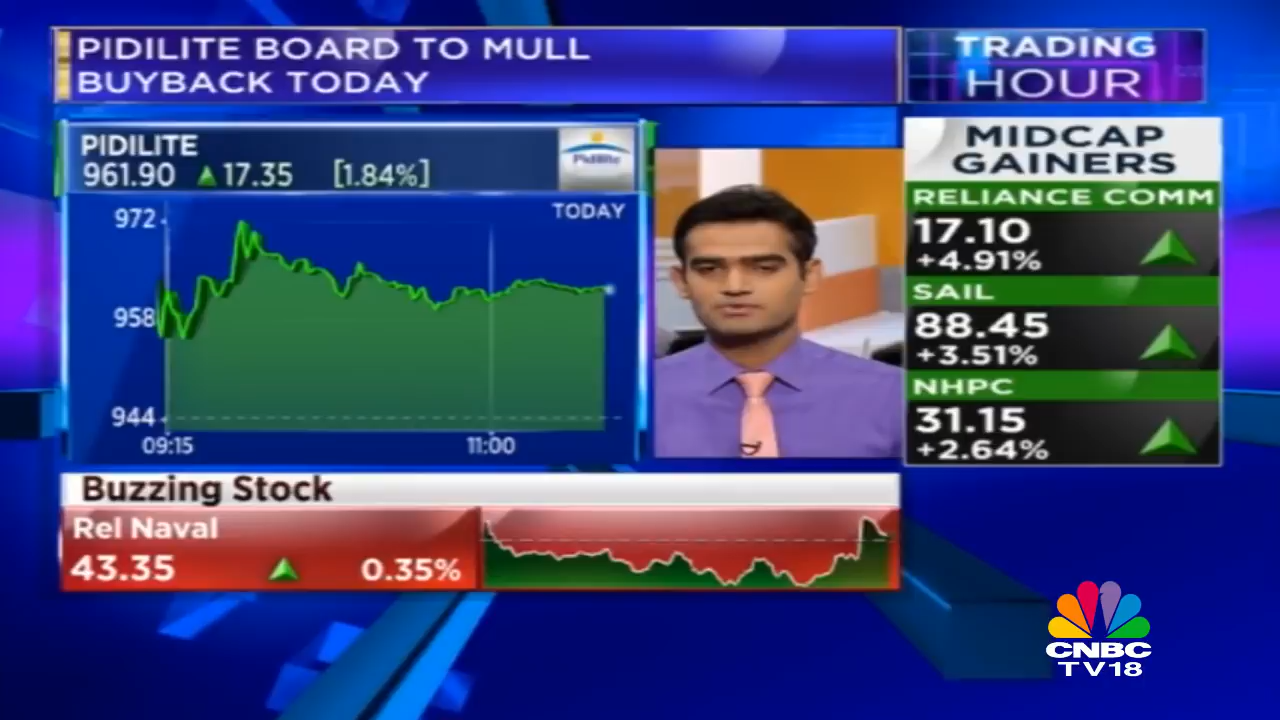 PIDILITE BOARD TO MULL
BUYBACK TODAY
TRADING
HOUR
PIDILITE
961.90 ▲ 17.35 [1.84%]
Pidilite
TODAY
972
958
944
09:15 11:00
MIDCAP
GAINERS
RELIANCE COMM
17.10
+4.91%
SAIL
88.45
+3.51%
NHPC
31.15
+2.64%
Buzzing Stock
Rel Naval
43.35 ▲ 0.35%
CNBC
TV18